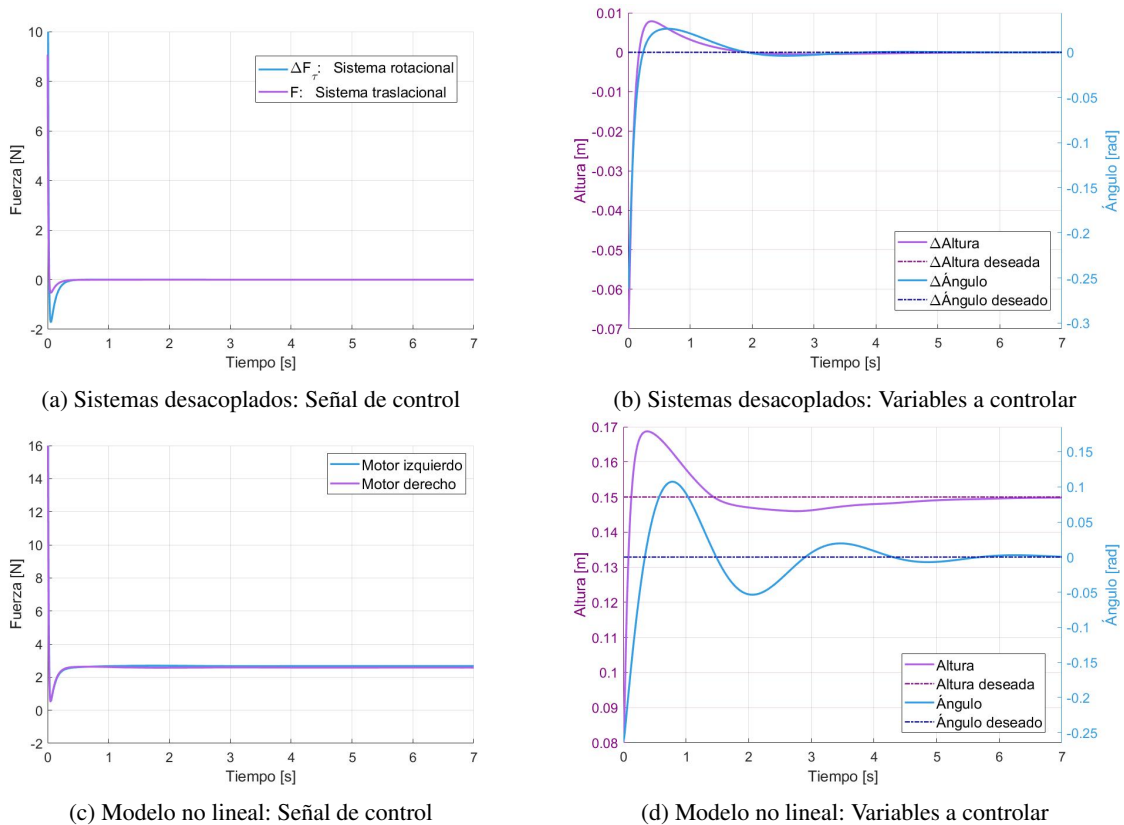 10
8
6
4
2
0
-2
Fuerza [N]
ΔF_τ: Sistema rotacional
F: Sistema traslacional
0 1 2 3 4 5 6 7
Tiempo [s]
(a) Sistemas desacoplados: Señal de control
0.01
0
-0.01
-0.02
-0.03
-0.04
-0.05
-0.06
-0.07
Altura [m]
0
-0.05
-0.1
-0.15
-0.2
-0.25
-0.3
Ángulo [rad]
ΔAltura
ΔAltura deseada
ΔÁngulo
ΔÁngulo deseado
0 1 2 3 4 5 6 7
Tiempo [s]
(b) Sistemas desacoplados: Variables a controlar
16
14
12
10
8
6
4
2
0
-2
Fuerza [N]
Motor izquierdo
Motor derecho
0 1 2 3 4 5 6 7
Tiempo [s]
(c) Modelo no lineal: Señal de control
0.17
0.16
0.15
0.14
0.13
0.12
0.11
0.1
0.09
0.08
Altura [m]
0.15
0.1
0.05
0
-0.05
-0.1
-0.15
-0.2
-0.25
Ángulo [rad]
Altura
Altura deseada
Ángulo
Ángulo deseado
0 1 2 3 4 5 6 7
Tiempo [s]
(d) Modelo no lineal: Variables a controlar